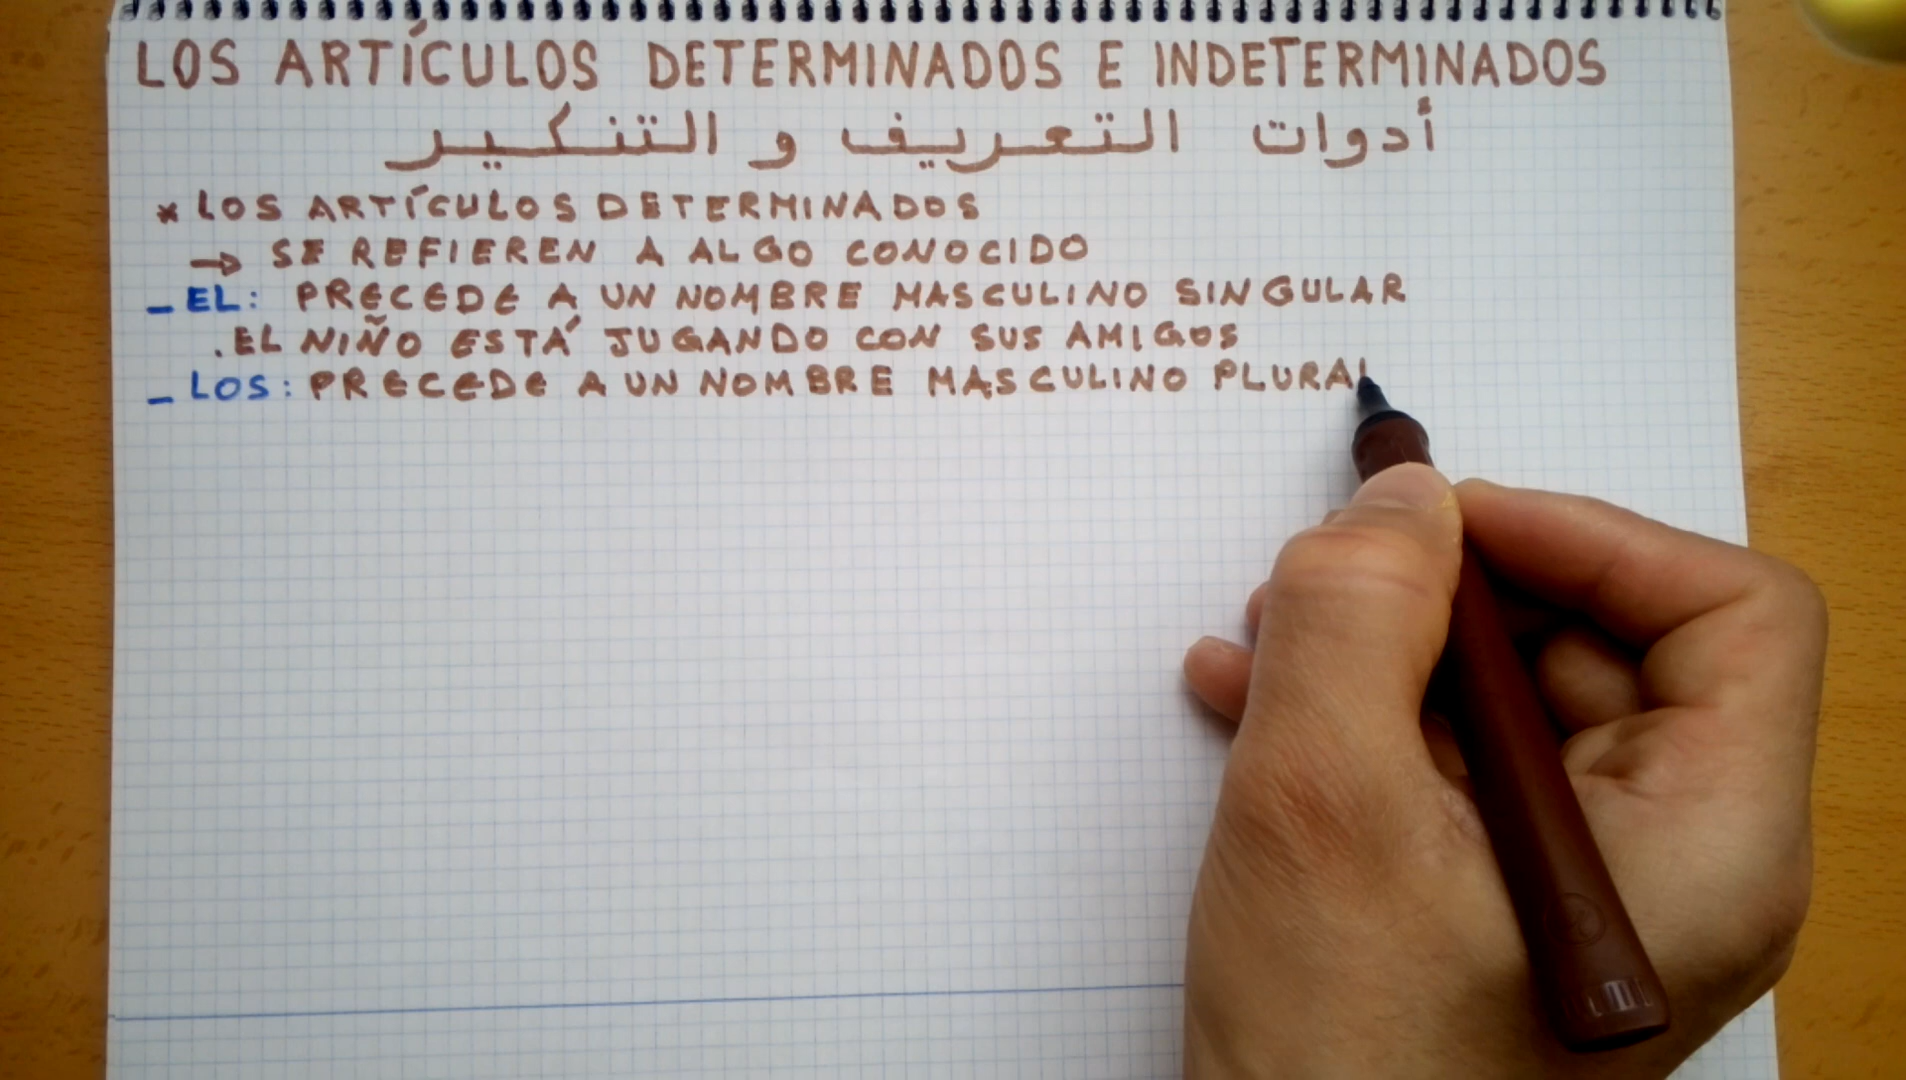 LOS ARTÍCULOS DETERMINADOS E INDETERMINADOS
أدوات التعريف و التنكير
* LOS ARTÍCULOS DETERMINADOS
→ SE REFIEREN A ALGO CONOCIDO
_ EL: PRECEDE A UN NOMBRE MASCULINO SINGULAR
.EL NIÑO ESTÁ JUGANDO CON SUS AMIGOS
_ LOS: PRECEDE A UN NOMBRE MASCULINO PLURAL